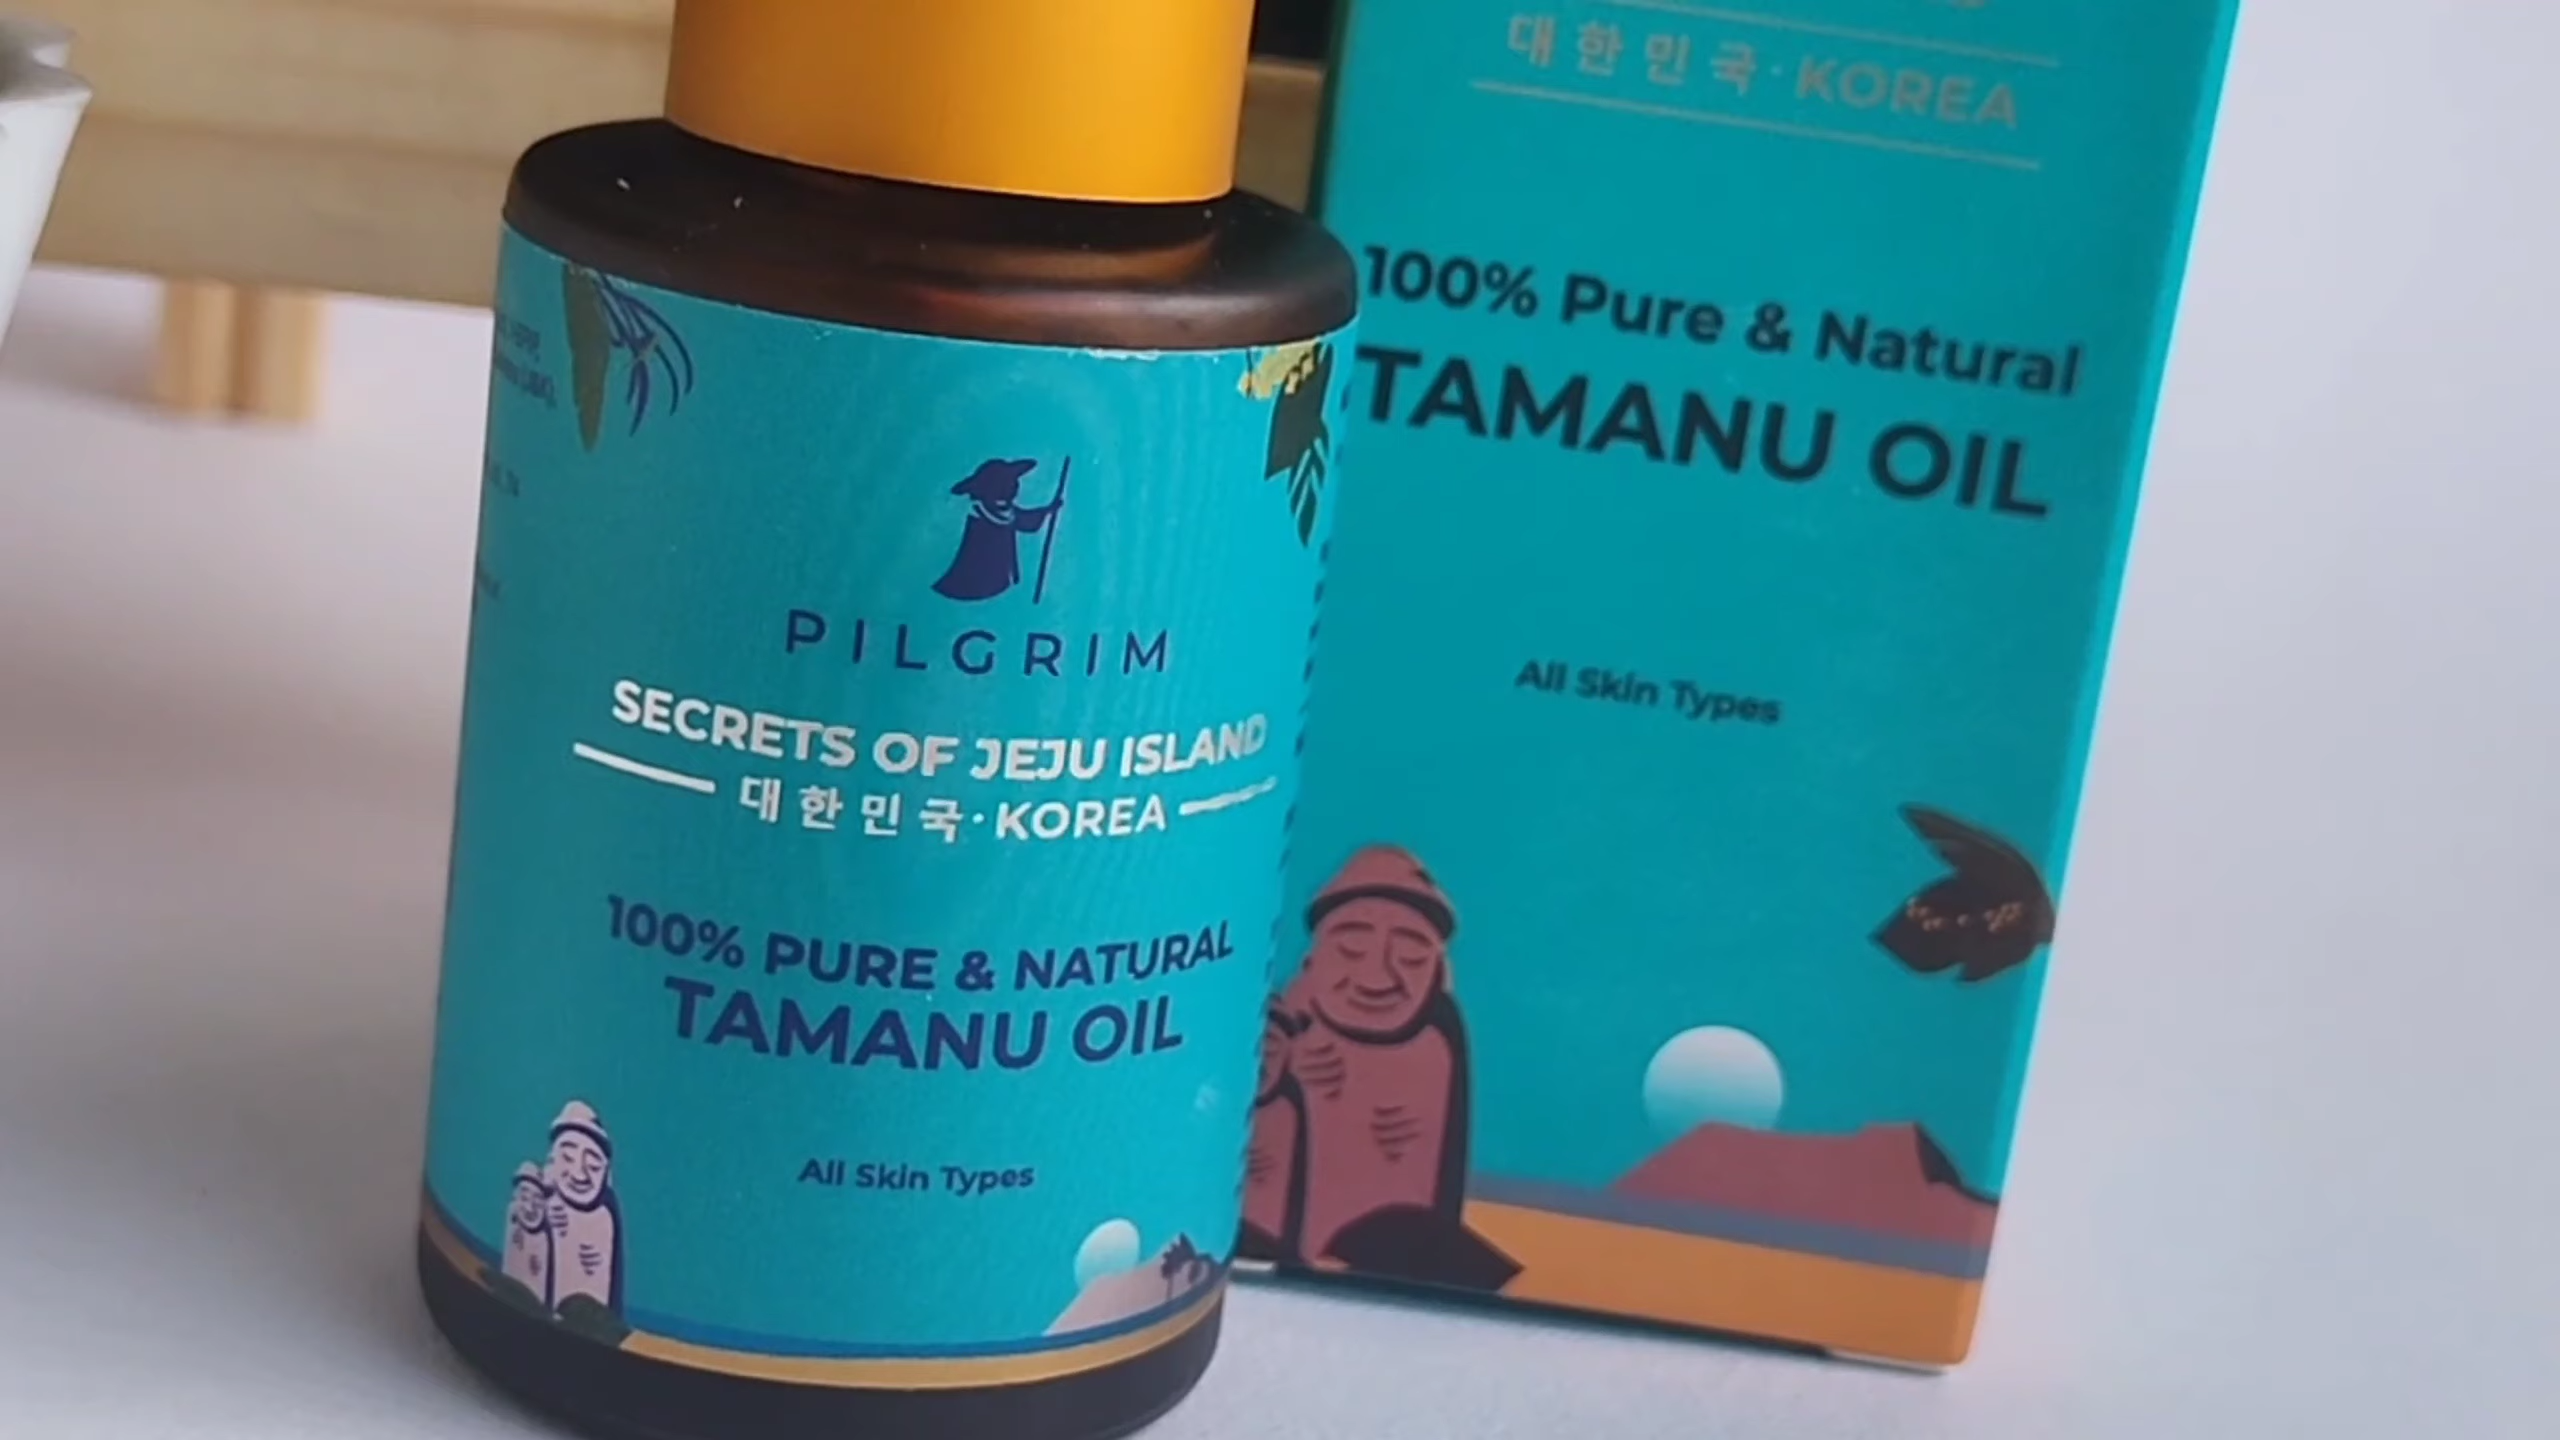 PILGRIM
SECRETS OF JEJU ISLAND
대한민국·KOREA
100% PURE & NATURAL
TAMANU OIL
All Skin Types
대한민국·KOREA
100% Pure & Natural
TAMANU OIL
All Skin Types